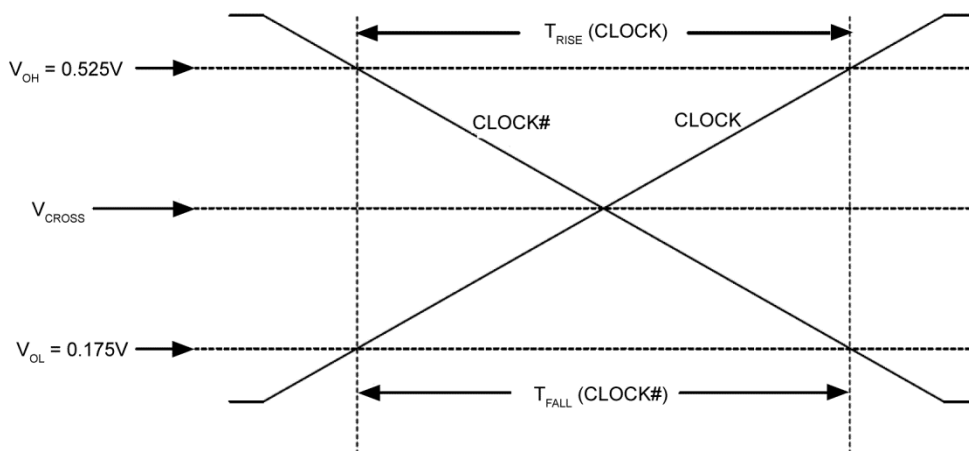 T_RISE (CLOCK)
V_OH = 0.525V
CLOCK#
CLOCK
V_CROSS
V_OL = 0.175V
T_FALL (CLOCK#)